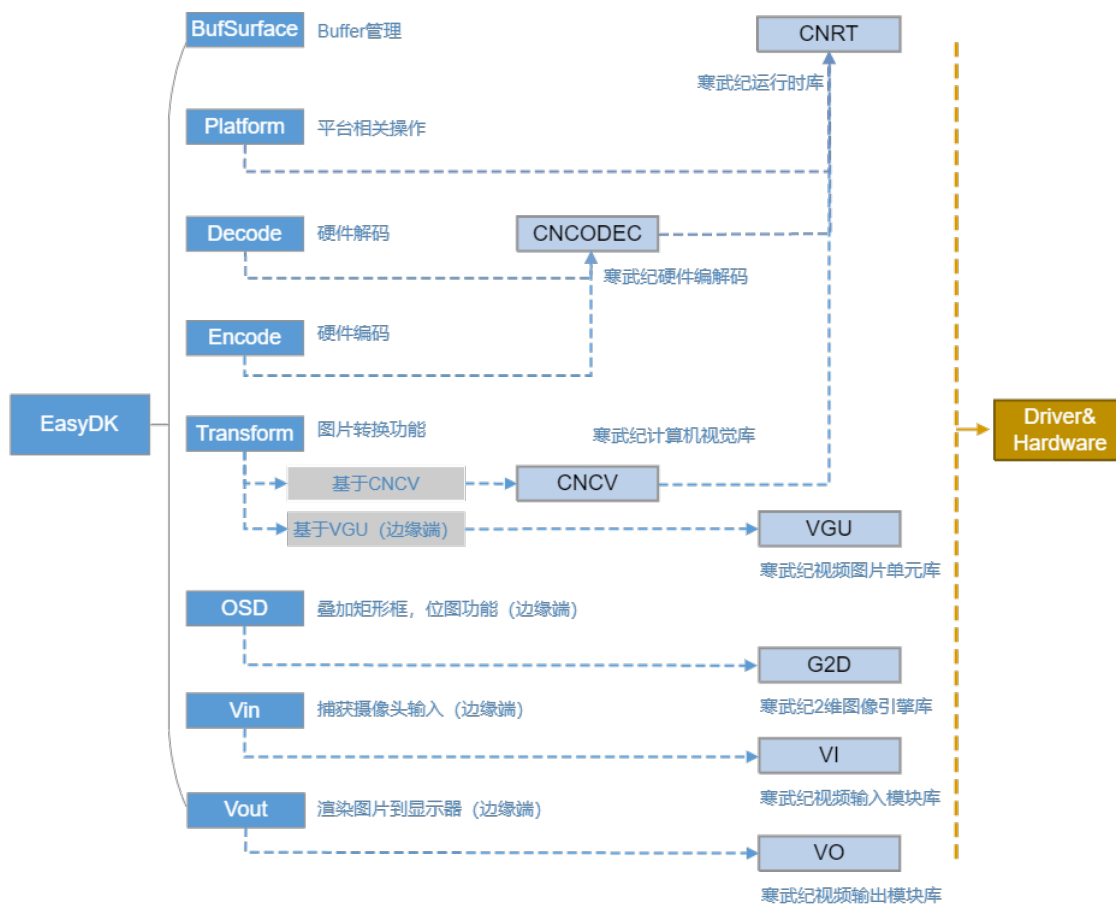 BufSurface
Buffer管理
CNRT
寒武纪运行时库
Platform
平台相关操作
Decode
硬件解码
CNCODEC
寒武纪硬件编解码
Encode
硬件编码
EasyDK
Transform
图片转换功能
寒武纪计算机视觉库
Driver&
Hardware
基于CNCV
CNCV
基于VGU（边缘端）
VGU
寒武纪视频图片单元库
OSD
叠加矩形框，位图功能（边缘端）
G2D
寒武纪2维图像引擎库
Vin
捕获摄像头输入（边缘端）
VI
寒武纪视频输入模块库
Vout
渲染图片到显示器（边缘端）
VO
寒武纪视频输出模块库